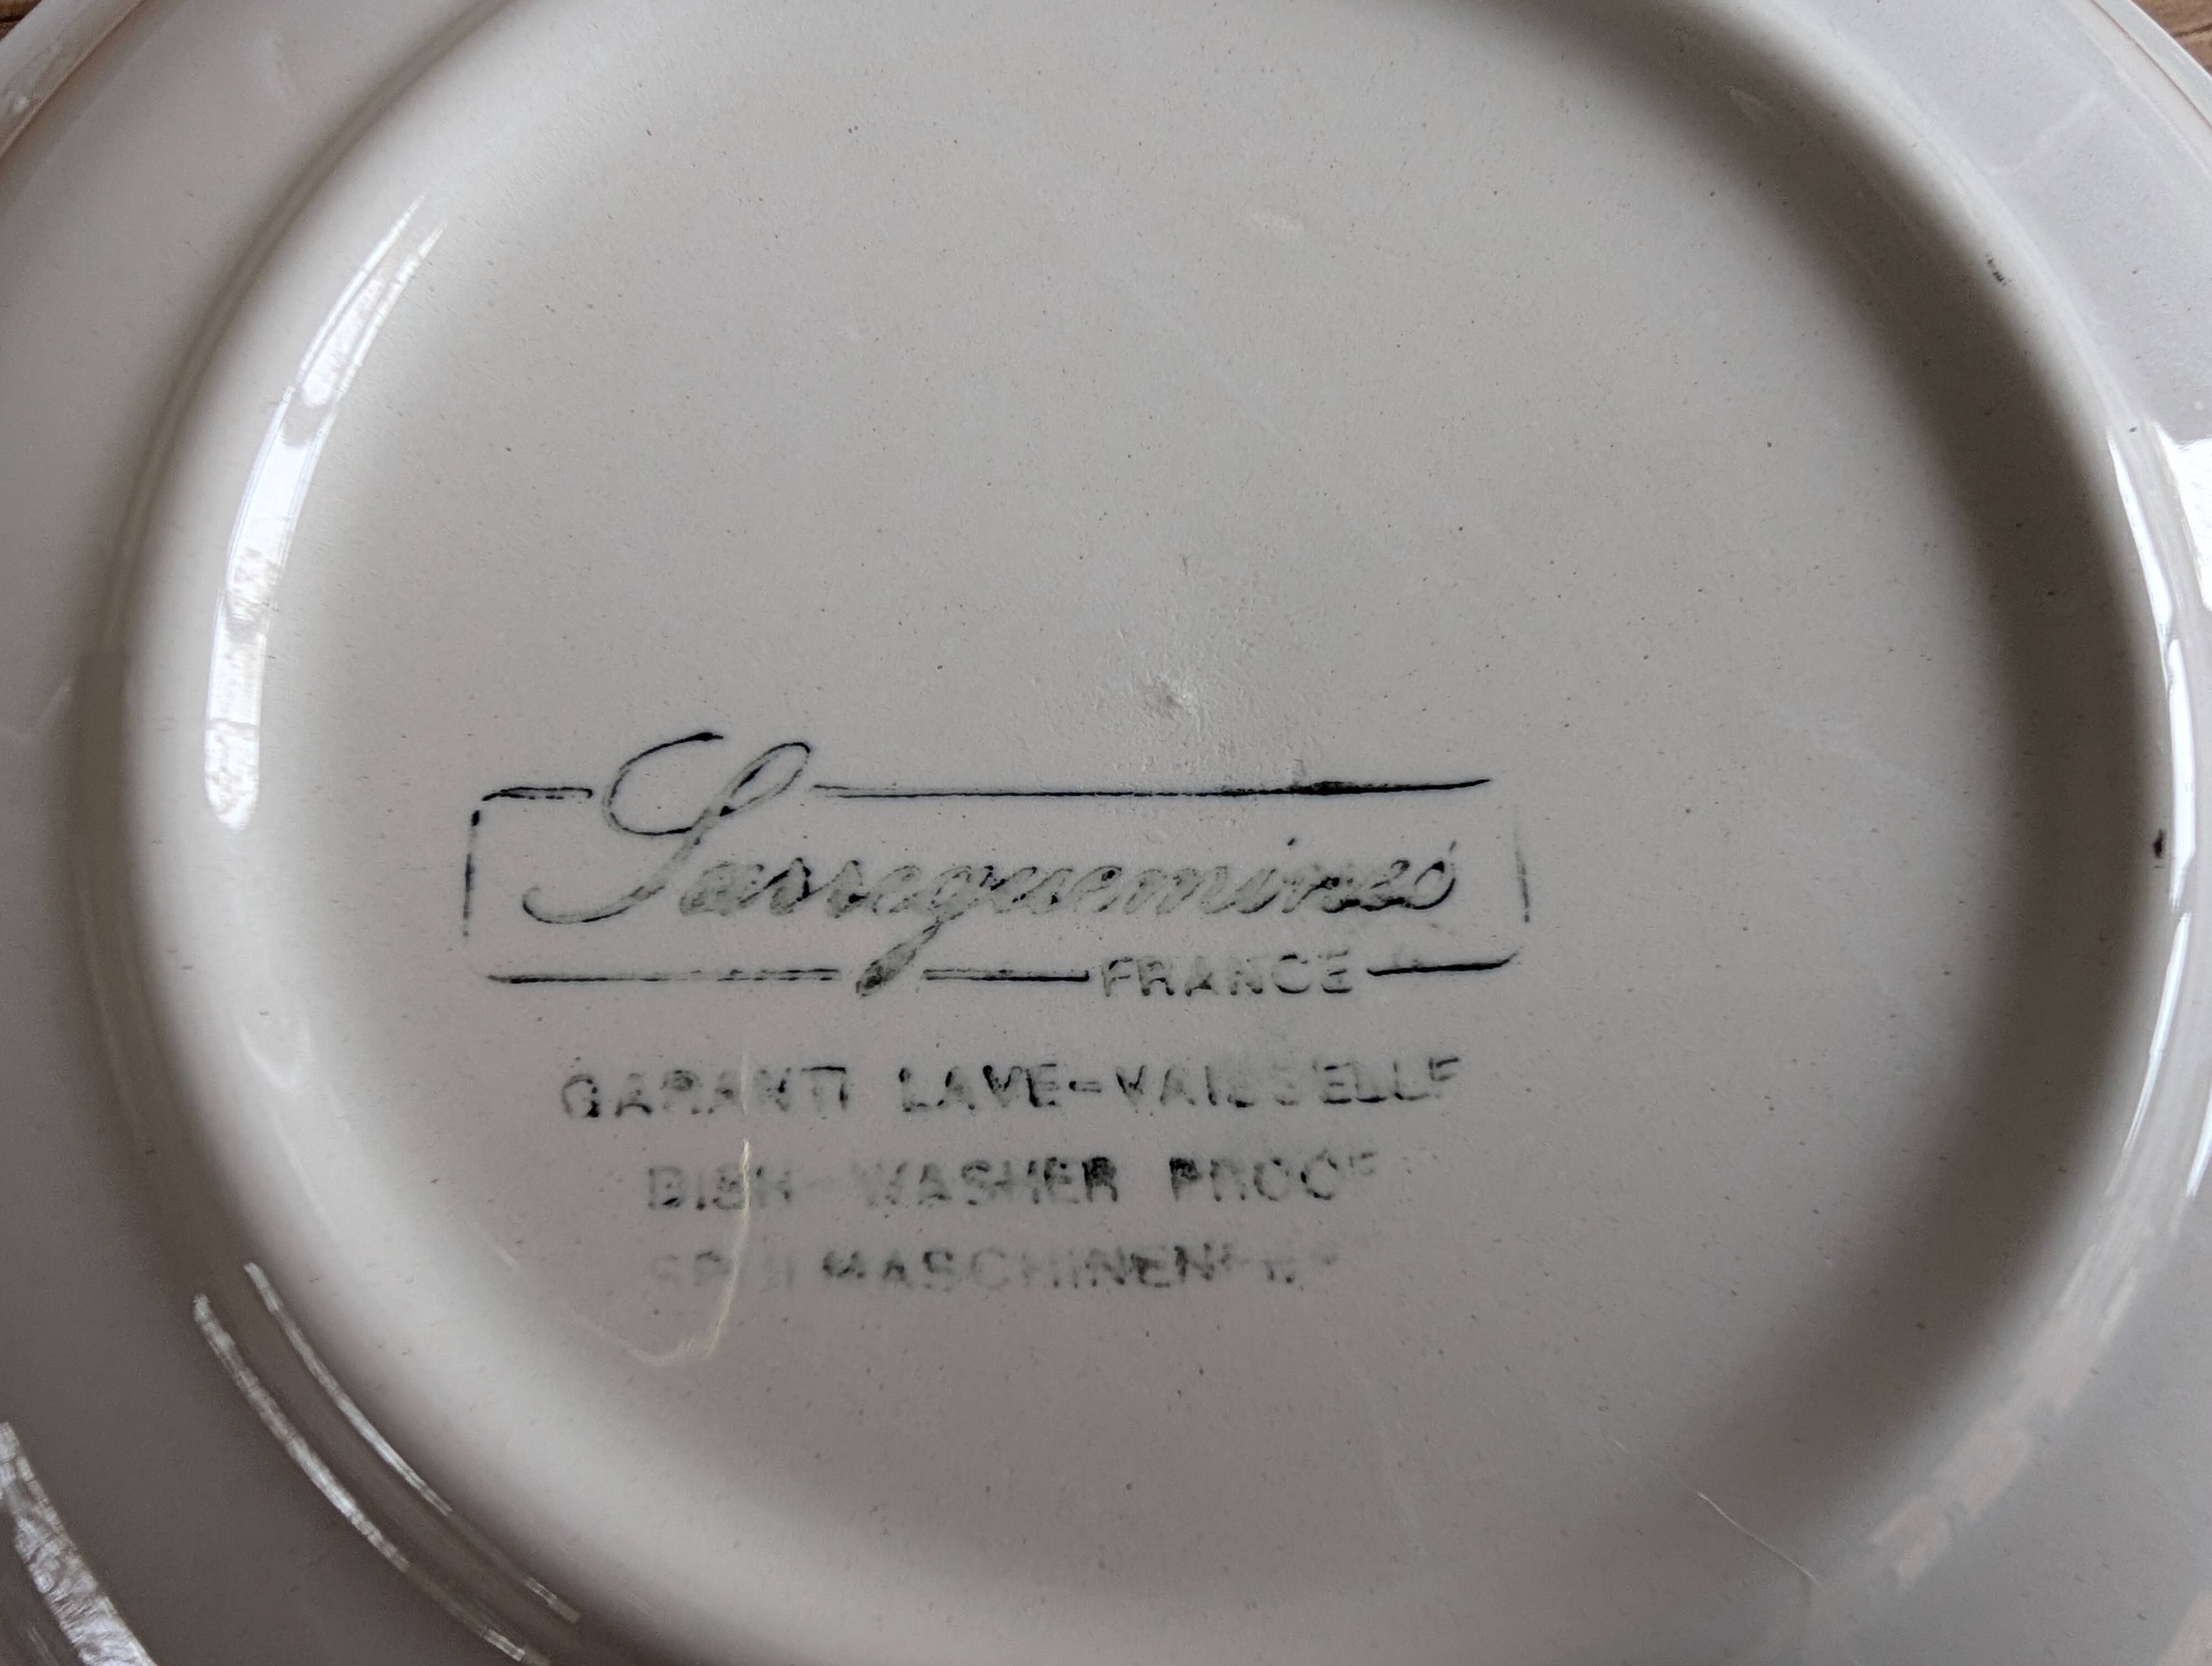 Sarreguemines
FRANCE
GARANTI LAVE-VAISSELLE
DISH-WASHER PROOF